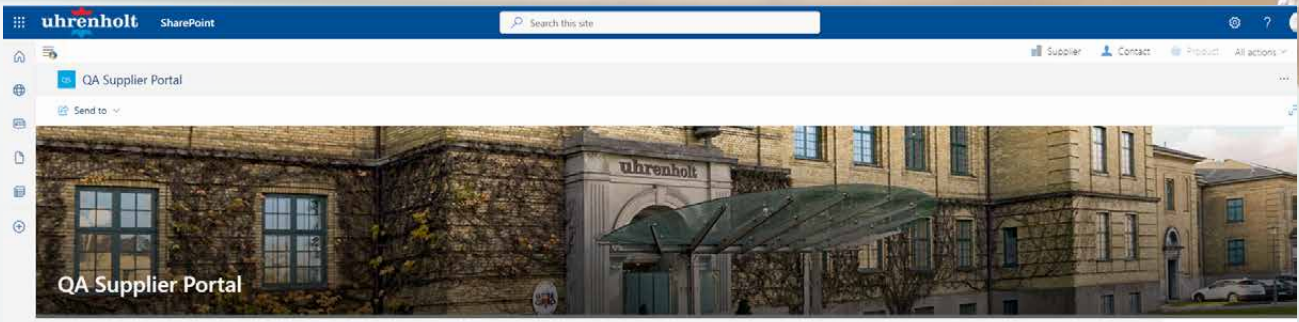 uhrenholt SharePoint Search this site ?
Supplier Contact Product All actions
QS QA Supplier Portal ...
Send to
uhrenholt
QA Supplier Portal